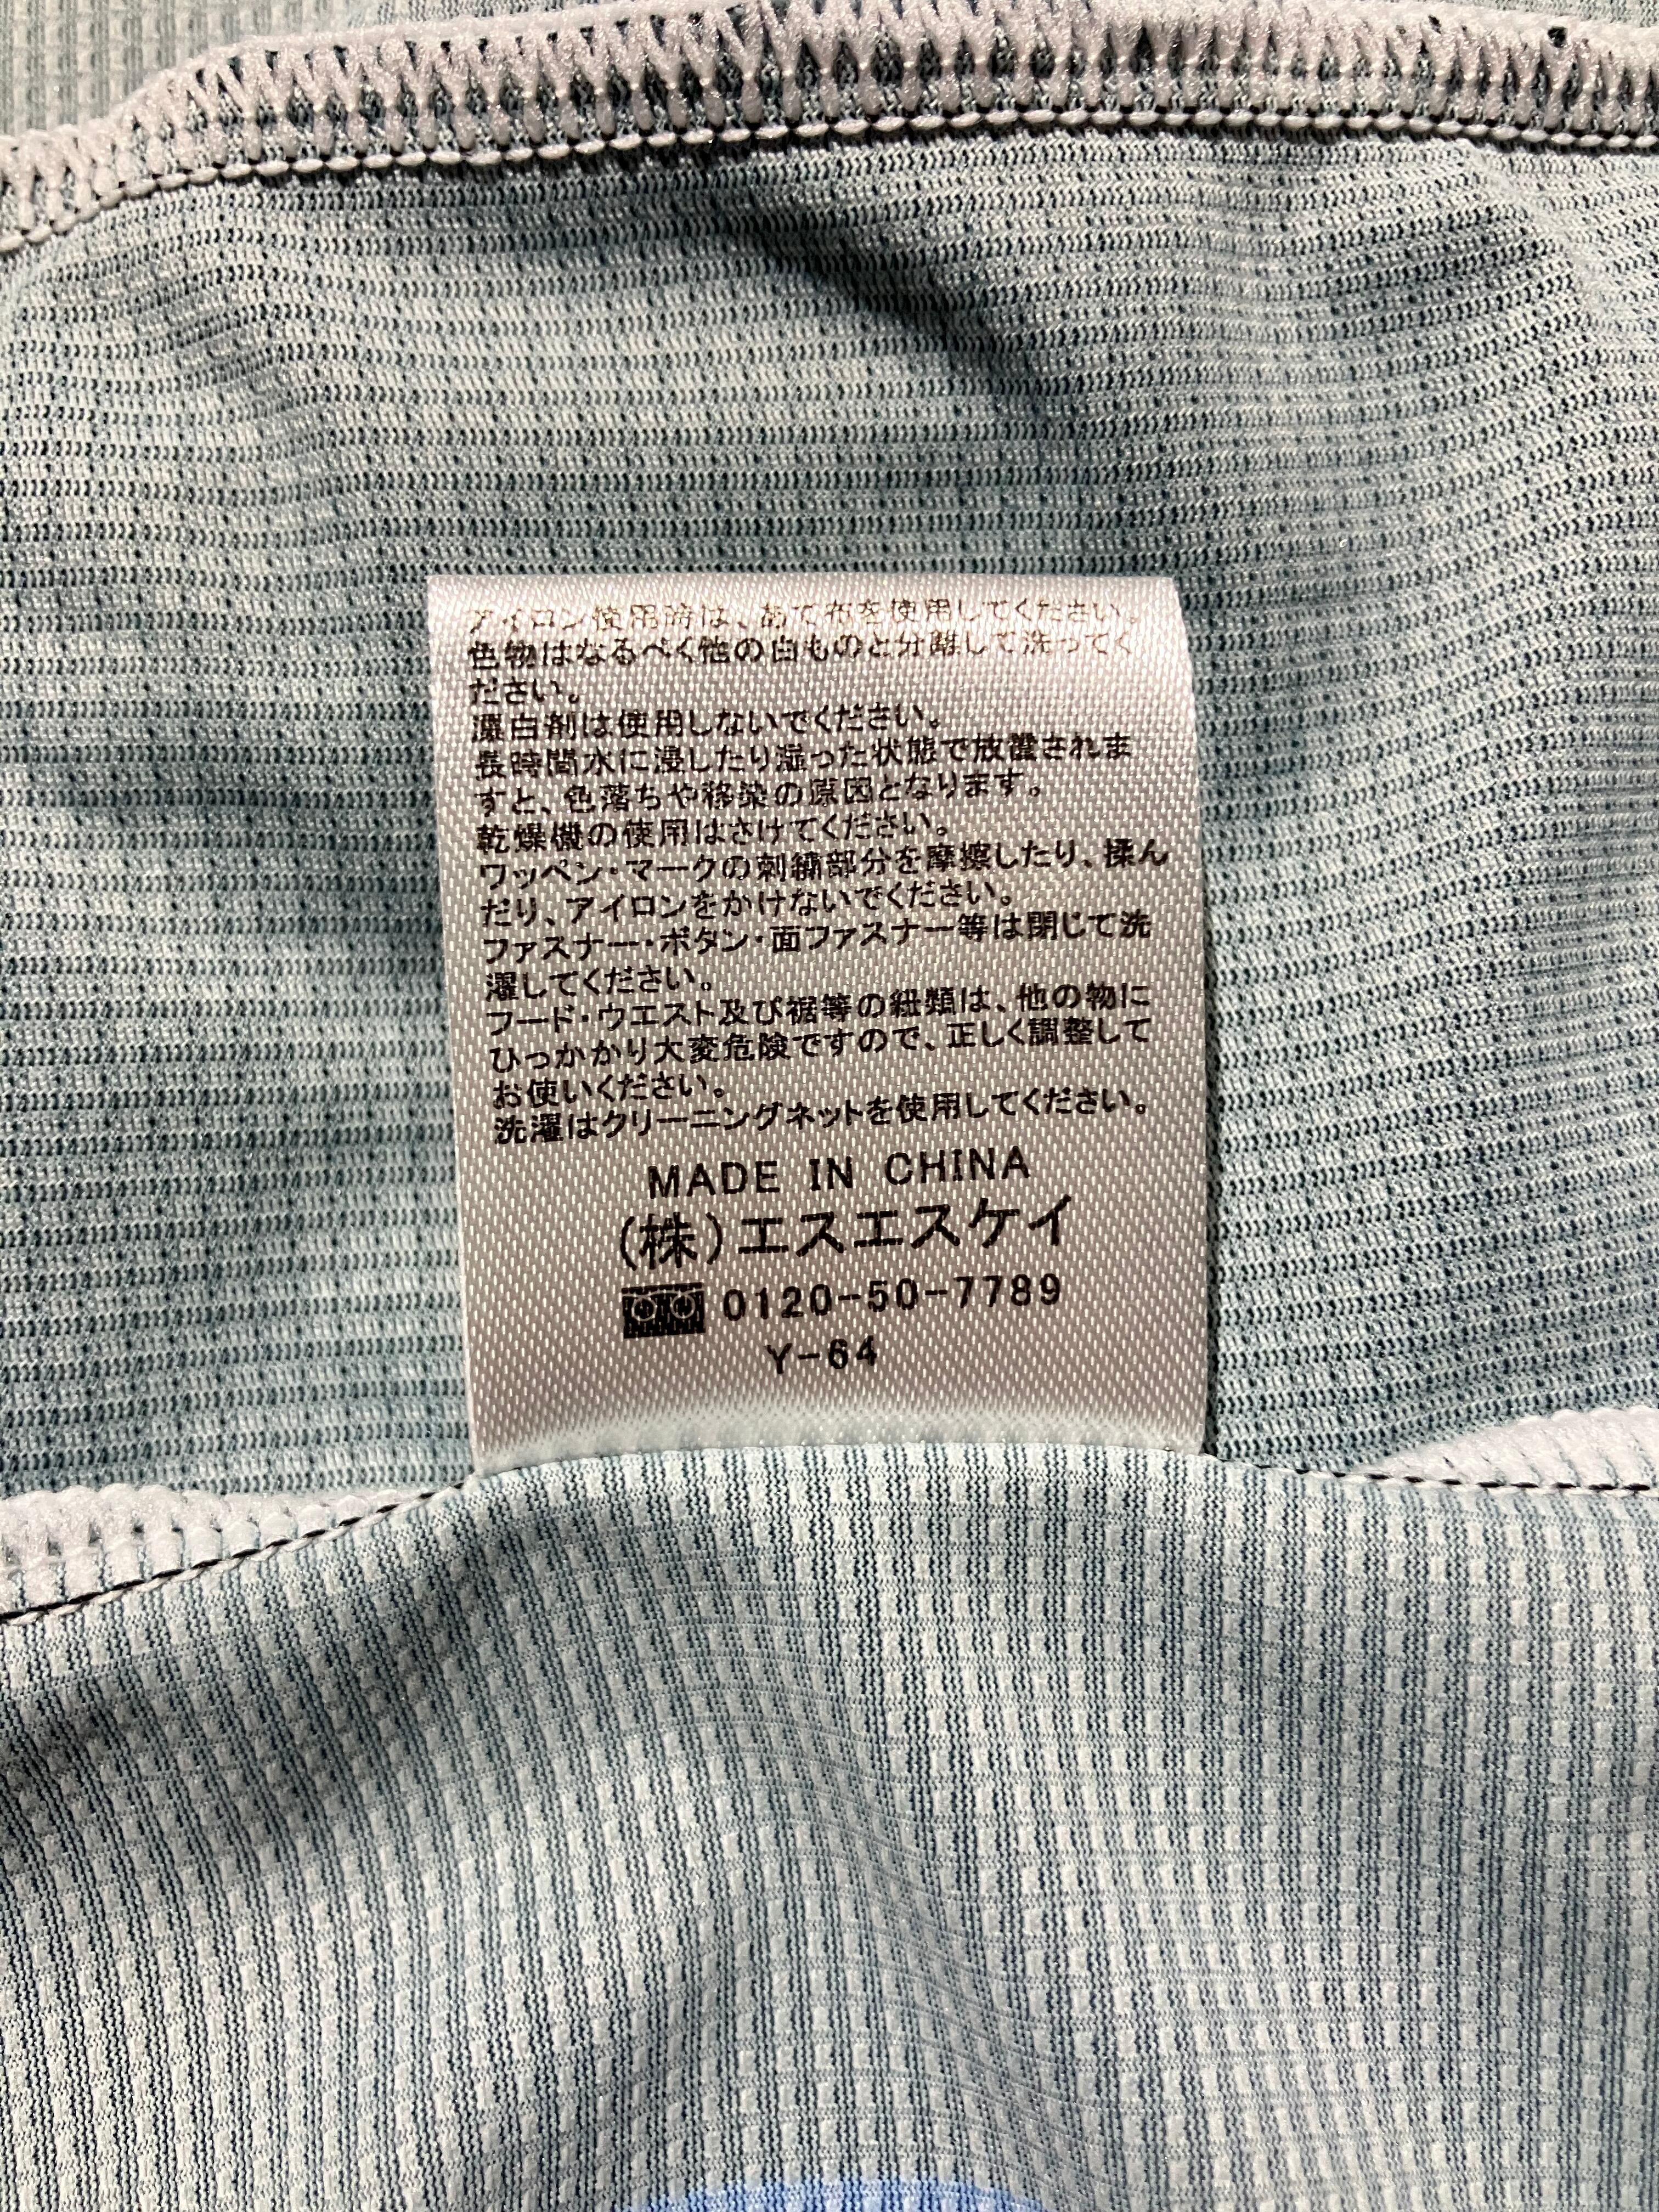 アイロン使用時は、あて布を使用してください。
色物はなるべく他の白ものと分離して洗ってく
ださい。
漂白剤は使用しないでください。
長時間水に浸したり湿った状態で放置されま
すと、色落ちや移染の原因となります。
乾燥機の使用はさけてください。
ワッペン・マークの刺繍部分を摩擦したり、揉ん
だり、アイロンをかけないでください。
ファスナー・ボタン・面ファスナー等は閉じて洗
濯してください。
フード・ウエスト及び裾等の紐類は、他の物に
ひっかかり大変危険ですので、正しく調整して
お使いください。
洗濯はクリーニングネットを使用してください。
MADE IN CHINA
(株)エスエスケイ
0120-50-7789
Y-64